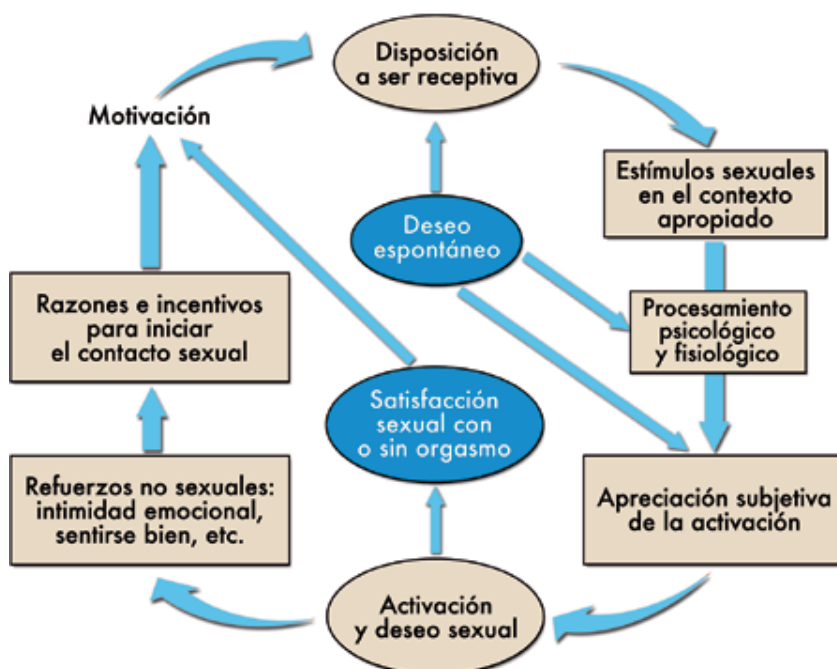 Disposición
a ser receptiva
Motivación
Estímulos sexuales
en el contexto
apropiado
Deseo
espontáneo
Procesamiento
psicológico
y fisiológico
Razones e incentivos
para iniciar
el contacto sexual
Satisfacción
sexual con
o sin orgasmo
Refuerzos no sexuales:
intimidad emocional,
sentirse bien, etc.
Apreciación subjetiva
de la activación
Activación
y deseo sexual